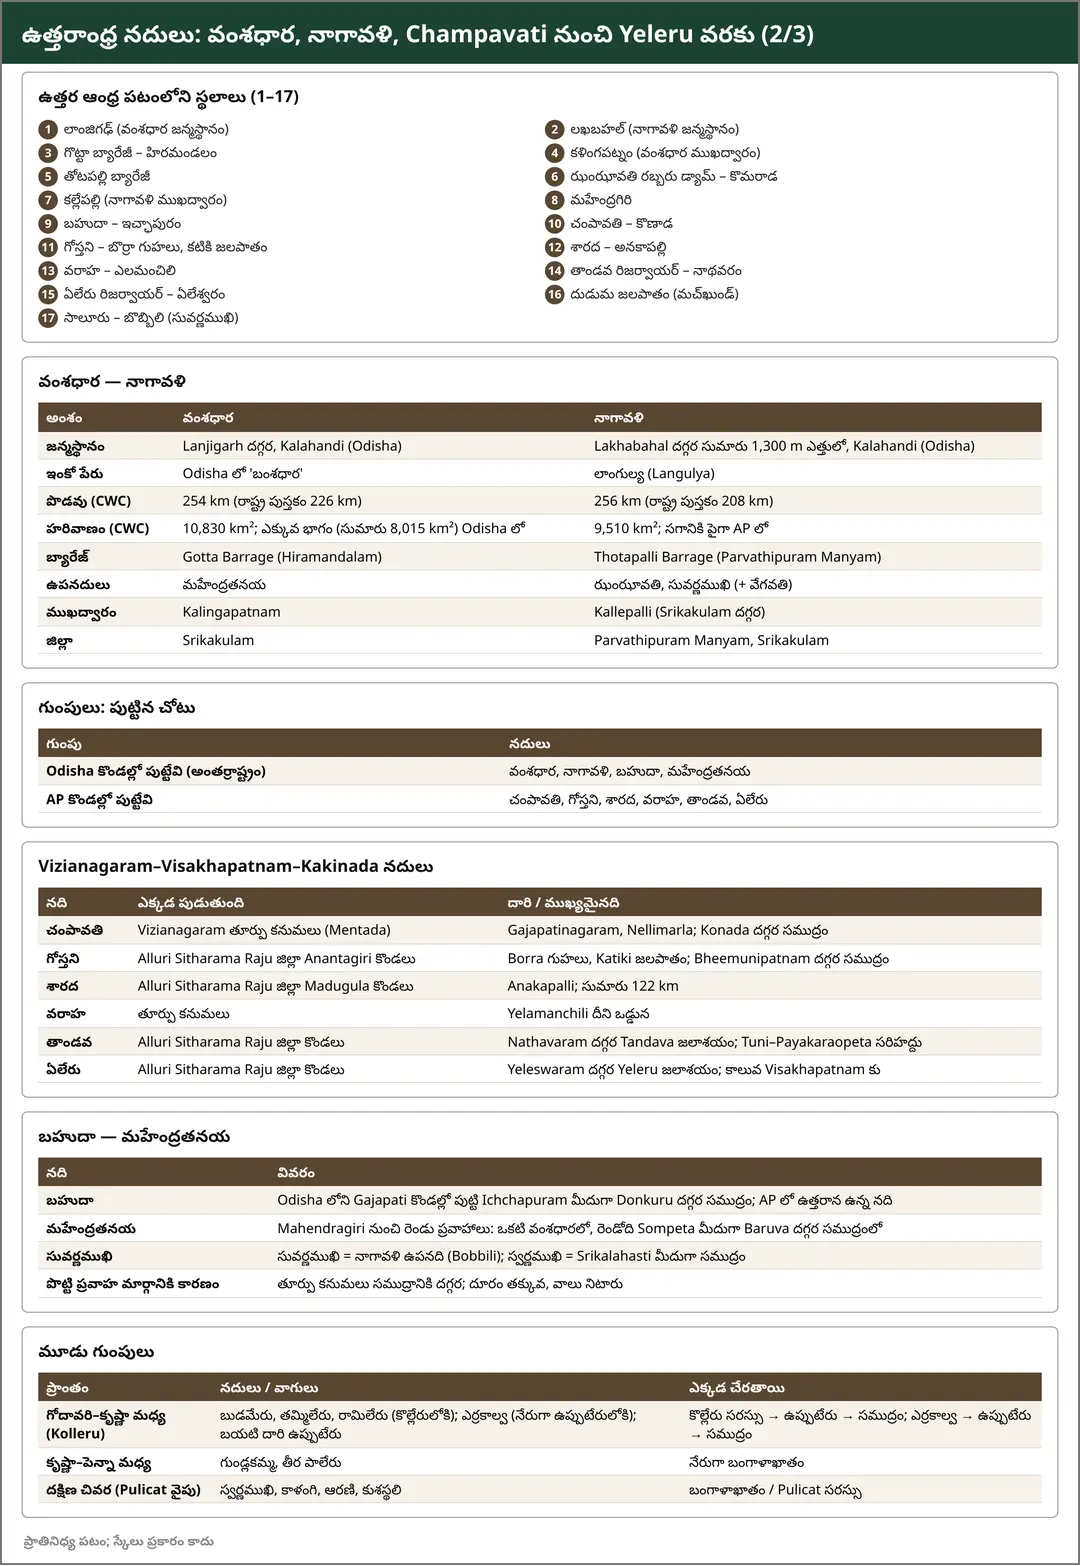 ఉత్తరాంధ్ర నదులు: వంశధార, నాగావళి, Champavati నుంచి Yeleru వరకు (2/3)
ఉత్తర ఆంధ్ర పటంలోని స్థలాలు (1–17)
1 లాంజిగఢ్ (వంశధార జన్మస్థానం)
2 లఖబహల్ (నాగావళి జన్మస్థానం)
3 గొట్టా బ్యారేజీ – హిరమండలం
4 కళింగపట్నం (వంశధార ముఖద్వారం)
5 తోటపల్లి బ్యారేజీ
6 ఝంఝావతి రబ్బరు డ్యామ్ – కొమరాడ
7 కల్లేపల్లి (నాగావళి ముఖద్వారం)
8 మహేంద్రగిరి
9 బహుదా – ఇచ్ఛాపురం
10 చంపావతి – కొణాడ
11 గోస్తని – బొర్రా గుహలు, కటికి జలపాతం
12 శారద – అనకాపల్లి
13 వరాహ – ఎలమంచిలి
14 తాండవ రిజర్వాయర్ – నాథవరం
15 ఏలేరు రిజర్వాయర్ – ఏలేశ్వరం
16 దుడుమ జలపాతం (మచ్‌ఖుండ్)
17 సాలూరు – బొబ్బిలి (సువర్ణముఖి)
వంశధార — నాగావళి
అంశం వంశధార నాగావళి
జన్మస్థానం Lanjigarh దగ్గర, Kalahandi (Odisha) Lakhabahal దగ్గర సుమారు 1,300 m ఎత్తులో, Kalahandi (Odisha)
ఇంకో పేరు Odisha లో 'బంశధార' లాంగుల్య (Langulya)
పొడవు (CWC) 254 km (రాష్ట్ర పుస్తకం 226 km) 256 km (రాష్ట్ర పుస్తకం 208 km)
హరివాణం (CWC) 10,830 km²; ఎక్కువ భాగం (సుమారు 8,015 km²) Odisha లో 9,510 km²; సగానికి పైగా AP లో
బ్యారేజ్ Gotta Barrage (Hiramandalam) Thotapalli Barrage (Parvathipuram Manyam)
ఉపనదులు మహేంద్రతనయ ఝంఝావతి, సువర్ణముఖి (+ వేగవతి)
ముఖద్వారం Kalingapatnam Kallepalli (Srikakulam దగ్గర)
జిల్లా Srikakulam Parvathipuram Manyam, Srikakulam
గుంపులు: పుట్టిన చోటు
గుంపు నదులు
Odisha కొండల్లో పుట్టేవి (అంతర్రాష్ట్రం) వంశధార, నాగావళి, బహుదా, మహేంద్రతనయ
AP కొండల్లో పుట్టేవి చంపావతి, గోస్తని, శారద, వరాహ, తాండవ, ఏలేరు
Vizianagaram–Visakhapatnam–Kakinada నదులు
నది ఎక్కడ పుడుతుంది దారి / ముఖ్యమైనది
చంపావతి Vizianagaram తూర్పు కనుమలు (Mentada) Gajapatinagaram, Nellimarla; Konada దగ్గర సముద్రం
గోస్తని Alluri Sitharama Raju జిల్లా Anantagiri కొండలు Borra గుహలు, Katiki జలపాతం; Bheemunipatnam దగ్గర సముద్రం
శారద Alluri Sitharama Raju జిల్లా Madugula కొండలు Anakapalli; సుమారు 122 km
వరాహ తూర్పు కనుమలు Yelamanchili దీని ఒడ్డున
తాండవ Alluri Sitharama Raju జిల్లా కొండలు Nathavaram దగ్గర Tandava జలాశయం; Tuni–Payakaraopeta సరిహద్దు
ఏలేరు Alluri Sitharama Raju జిల్లా కొండలు Yeleswaram దగ్గర Yeleru జలాశయం; కాలువ Visakhapatnam కు
బహుదా — మహేంద్రతనయ
నది వివరం
బహుదా Odisha లోని Gajapati కొండల్లో పుట్టి Ichchapuram మీదుగా Donkuru దగ్గర సముద్రం; AP లో ఉత్తరాన ఉన్న నది
మహేంద్రతనయ Mahendragiri నుంచి రెండు ప్రవాహాలు: ఒకటి వంశధారలో, రెండోది Sompeta మీదుగా Baruva దగ్గర సముద్రంలో
సువర్ణముఖి సువర్ణముఖి = నాగావళి ఉపనది (Bobbili); స్వర్ణముఖి = Srikalahasti మీదుగా సముద్రం
పొట్టి ప్రవాహ మార్గానికి కారణం తూర్పు కనుమలు సముద్రానికి దగ్గర; దూరం తక్కువ, వాలు నిటారు
మూడు గుంపులు
ప్రాంతం నదులు / వాగులు ఎక్కడ చేరతాయి
గోదావరి–కృష్ణా మధ్య (Kolleru) బుడమేరు, తమ్మిలేరు, రామిలేరు (కొల్లేరులోకి); ఎర్రకాల్వ (నేరుగా ఉప్పుటేరులోకి); బయటి దారి ఉప్పుటేరు కొల్లేరు సరస్సు → ఉప్పుటేరు → సముద్రం; ఎర్రకాల్వ → ఉప్పుటేరు → సముద్రం
కృష్ణా–పెన్నా మధ్య గుండ్లకమ్మ, తీర పాలేరు నేరుగా బంగాళాఖాతం
దక్షిణ చివర (Pulicat వైపు) స్వర్ణముఖి, కాళంగి, ఆరణి, కుశస్థలి బంగాళాఖాతం / Pulicat సరస్సు
ప్రాతినిధ్య పటం; స్కేలు ప్రకారం కాదు